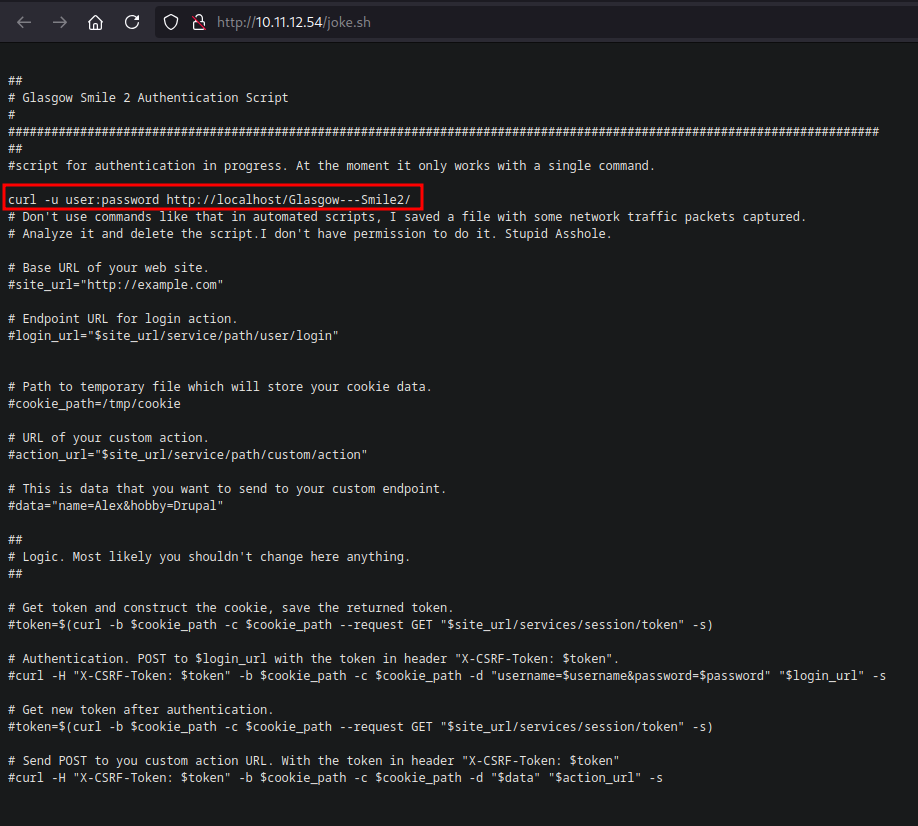 http://10.11.12.54/joke.sh
##
# Glasgow Smile 2 Authentication Script
#
#########################################################################################################################
##
#script for authentication in progress. At the moment it only works with a single command.
curl -u user:password http://localhost/Glasgow---Smile2/
# Don't use commands like that in automated scripts, I saved a file with some network traffic packets captured.
# Analyze it and delete the script.I don't have permission to do it. Stupid Asshole.
# Base URL of your web site.
#site_url="http://example.com"
# Endpoint URL for login action.
#login_url="$site_url/service/path/user/login"
# Path to temporary file which will store your cookie data.
#cookie_path=/tmp/cookie
# URL of your custom action.
#action_url="$site_url/service/path/custom/action"
# This is data that you want to send to your custom endpoint.
#data="name=Alex&hobby=Drupal"
##
# Logic. Most likely you shouldn't change here anything.
##
# Get token and construct the cookie, save the returned token.
#token=$(curl -b $cookie_path -c $cookie_path --request GET "$site_url/services/session/token" -s)
# Authentication. POST to $login_url with the token in header "X-CSRF-Token: $token".
#curl -H "X-CSRF-Token: $token" -b $cookie_path -c $cookie_path -d "username=$username&password=$password" "$login_url" -s
# Get new token after authentication.
#token=$(curl -b $cookie_path -c $cookie_path --request GET "$site_url/services/session/token" -s)
# Send POST to you custom action URL. With the token in header "X-CSRF-Token: $token"
#curl -H "X-CSRF-Token: $token" -b $cookie_path -c $cookie_path -d "$data" "$action_url" -s